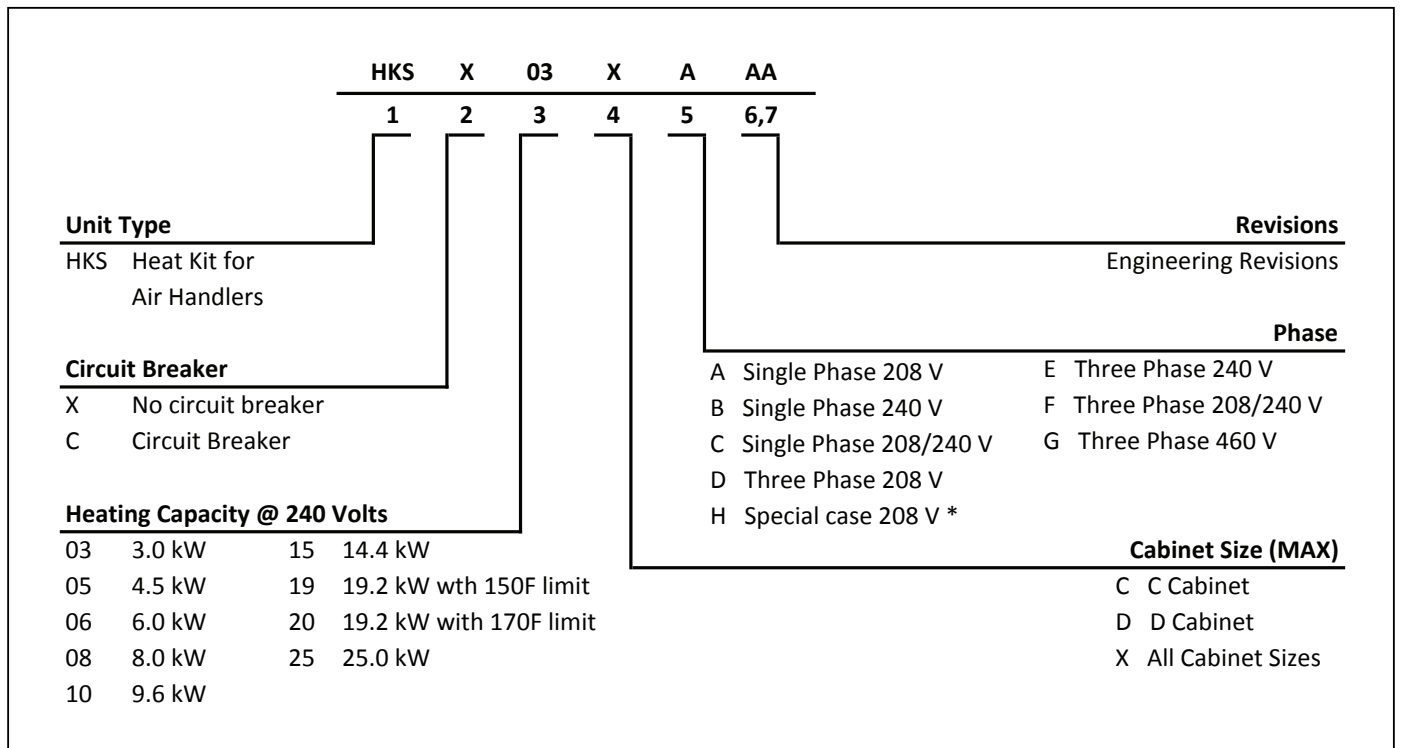 HKS X 03 X A AA
1 2 3 4 5 6,7
Unit Type
HKS Heat Kit for
Air Handlers
Revisions
Engineering Revisions
Phase
A Single Phase 208 V
B Single Phase 240 V
C Single Phase 208/240 V
D Three Phase 208 V
H Special case 208 V *
E Three Phase 240 V
F Three Phase 208/240 V
G Three Phase 460 V
Circuit Breaker
X No circuit breaker
C Circuit Breaker
Heating Capacity @ 240 Volts
03 3.0 kW
05 4.5 kW
06 6.0 kW
08 8.0 kW
10 9.6 kW
15 14.4 kW
19 19.2 kW wth 150F limit
20 19.2 kW with 170F limit
25 25.0 kW
Cabinet Size (MAX)
C C Cabinet
D D Cabinet
X All Cabinet Sizes